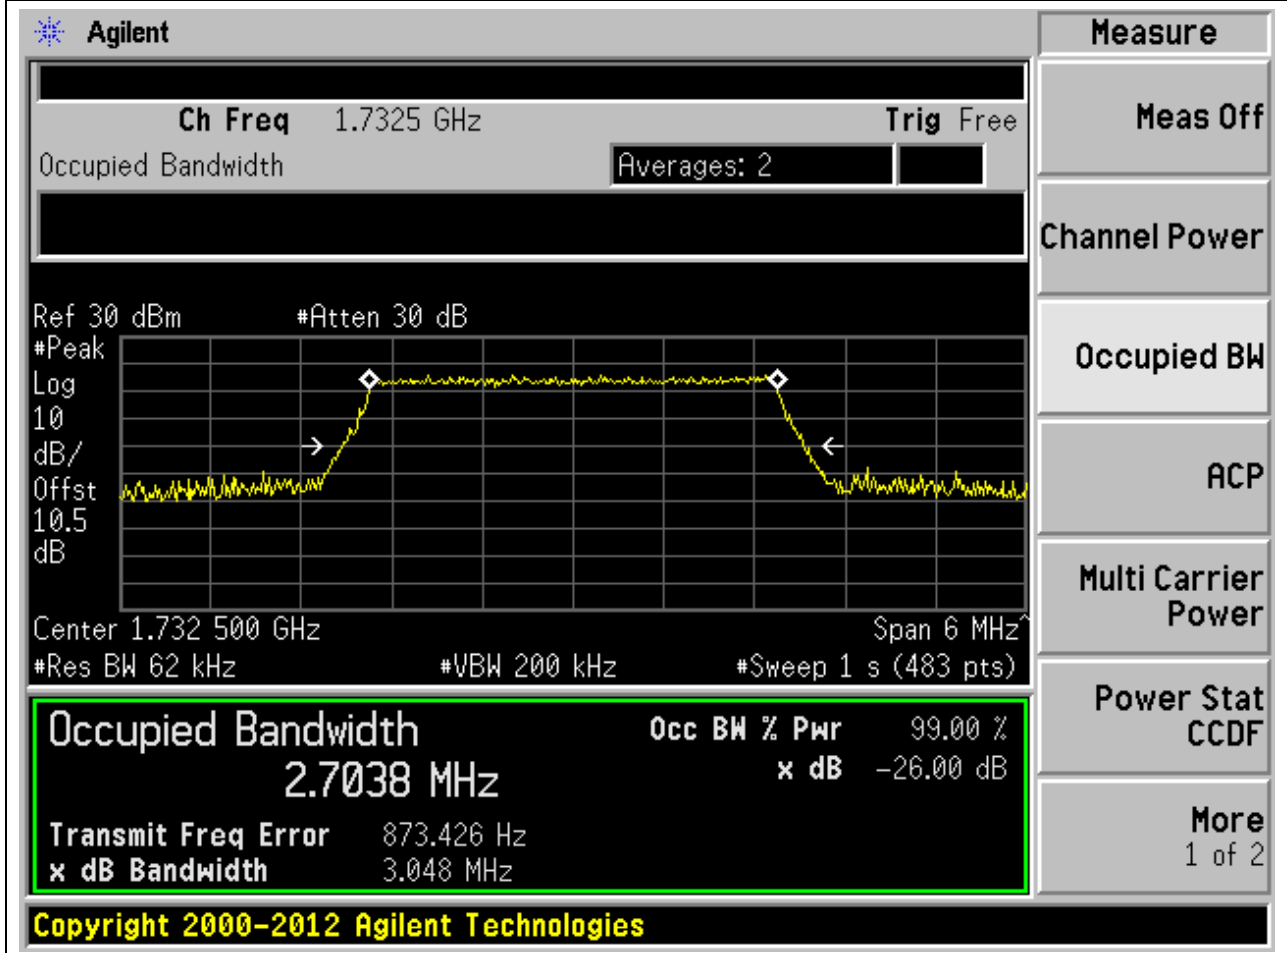 Agilent
Measure
Ch Freq 1.7325 GHz Trig Free
Occupied Bandwidth Averages: 2
Meas Off
Channel Power
Ref 30 dBm #Atten 30 dB
#Peak
Log
10
dB/
Offst
10.5
dB
Occupied BW
ACP
Center 1.732 500 GHz Span 6 MHz^
#Res BW 62 kHz #VBW 200 kHz #Sweep 1 s (483 pts)
Multi Carrier
Power
Occupied Bandwidth Occ BW % Pwr 99.00 %
2.7038 MHz x dB -26.00 dB
Transmit Freq Error 873.426 Hz
x dB Bandwidth 3.048 MHz
Power Stat
CCDF
More
1 of 2
Copyright 2000-2012 Agilent Technologies